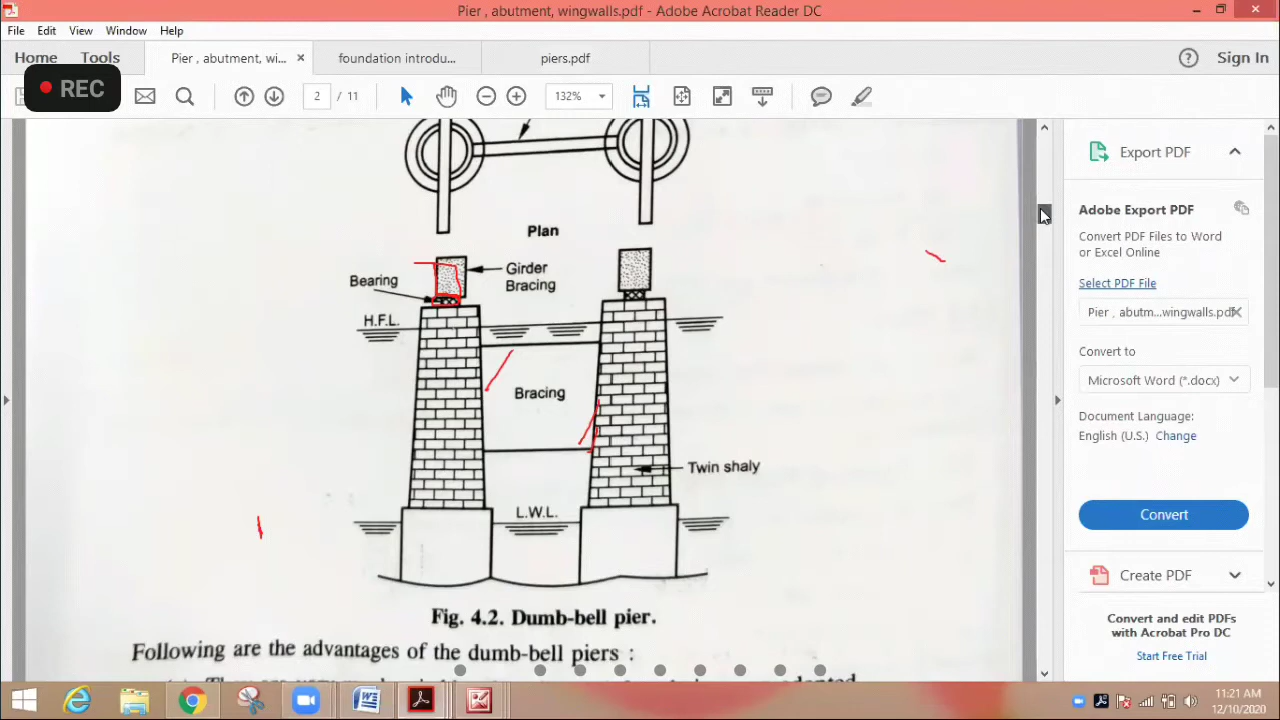 Pier , abutment, wingwalls.pdf - Adobe Acrobat Reader DC
File Edit View Window Help
Home Tools Pier , abutment, wi... × foundation introdu... piers.pdf Sign In
REC 2 / 11 132%
Plan
Bearing
Girder
Bracing
H.F.L.
Bracing
Twin shaly
L.W.L.
Fig. 4.2. Dumb-bell pier.
Following are the advantages of the dumb-bell piers :
Export PDF
Adobe Export PDF
Convert PDF Files to Word
or Excel Online
Select PDF File
Pier , abutm...wingwalls.pdf
Convert to
Microsoft Word (*.docx)
Document Language:
English (U.S.) Change
Convert
Create PDF
Convert and edit PDFs
with Acrobat Pro DC
Start Free Trial
11:21 AM
12/10/2020